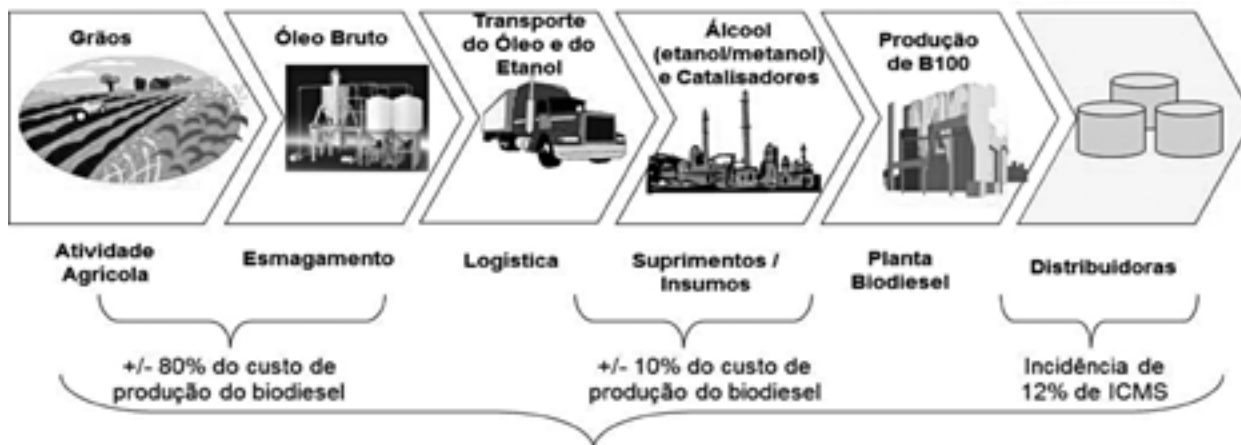 Grãos
Óleo Bruto
Transporte
do Óleo e do
Etanol
Álcool
(etanol/metanol)
e Catalisadores
Produção
de B100
Atividade
Agrícola
Esmagamento
Logística
Suprimentos /
Insumos
Planta
Biodiesel
Distribuidoras
+/- 80% do custo de
produção do biodiesel
+/- 10% do custo de
produção do biodiesel
Incidência de
12% de ICMS